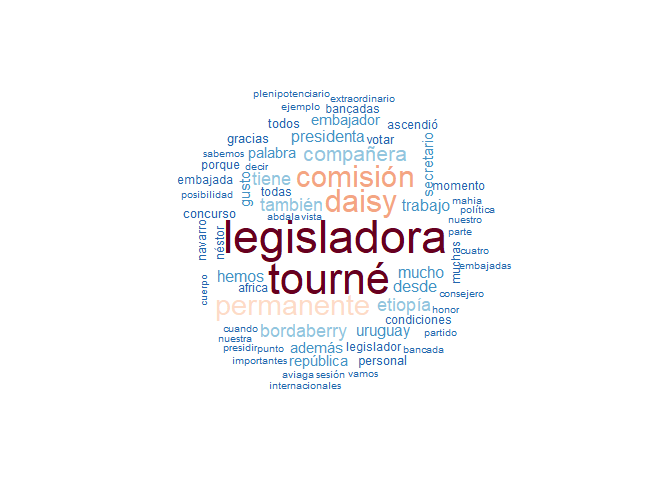 plenipotenciario
extraordinario
ejemplo
bancadas
todos
embajador
ascendió
gracias
presidenta
votar
sabemos
palabra
compañera
secretario
porque
decir
embajada
gusto
tiene
comisión
momento
posibilidad
todas
daisy
trabajo
mahia
política
concurso
también
abdala
vista
nuestro
navarro
néstor
legisladora
parte
muchas
cuatro
embajadas
cuerpo
hemos
africa
tourné
mucho
desde
consejero
permanente
etiopía
honor
condiciones
cuando
nuestra
bordaberry
uruguay
partido
presidir
punto
además
legislador
bancada
importantes
república
personal
aviaga
sesión
vamos
internacionales